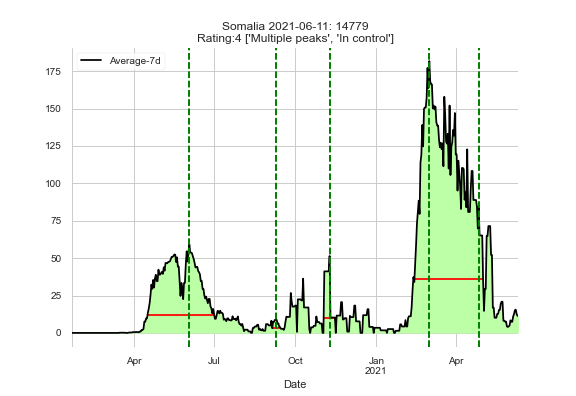 Somalia 2021-06-11: 14779
Rating:4 ['Multiple peaks', 'In control']
Average-7d
175
150
125
100
75
50
25
0
Apr Jul Oct Jan Apr
2021
Date